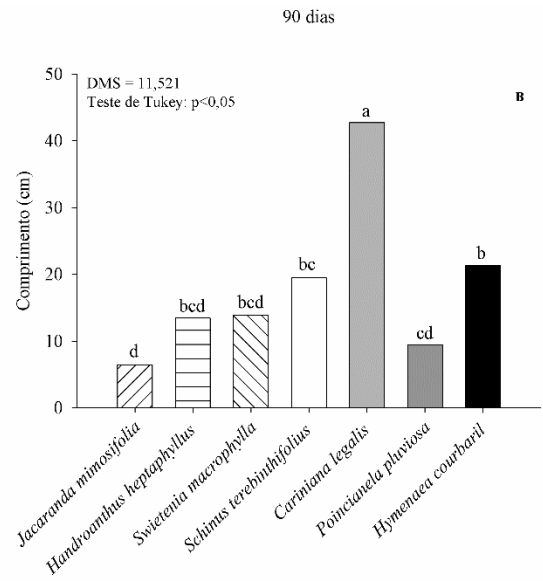 90 dias
DMS = 11,521
Teste de Tukey: p<0,05
B
Comprimento (cm)
50
40
30
20
10
0
d
bcd
bcd
bc
a
cd
b
Jacaranda mimosifolia
Handroanthus heptaphyllus
Swietenia macrophylla
Schinus terebinthifolius
Cariniana legalis
Poincianela pluviosa
Hymenaea courbaril